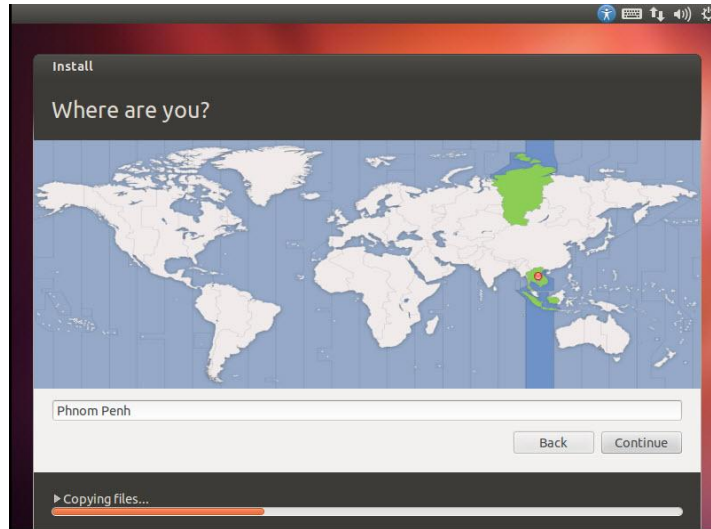 Install
Where are you?
Phnom Penh
Back Continue
Copying files...